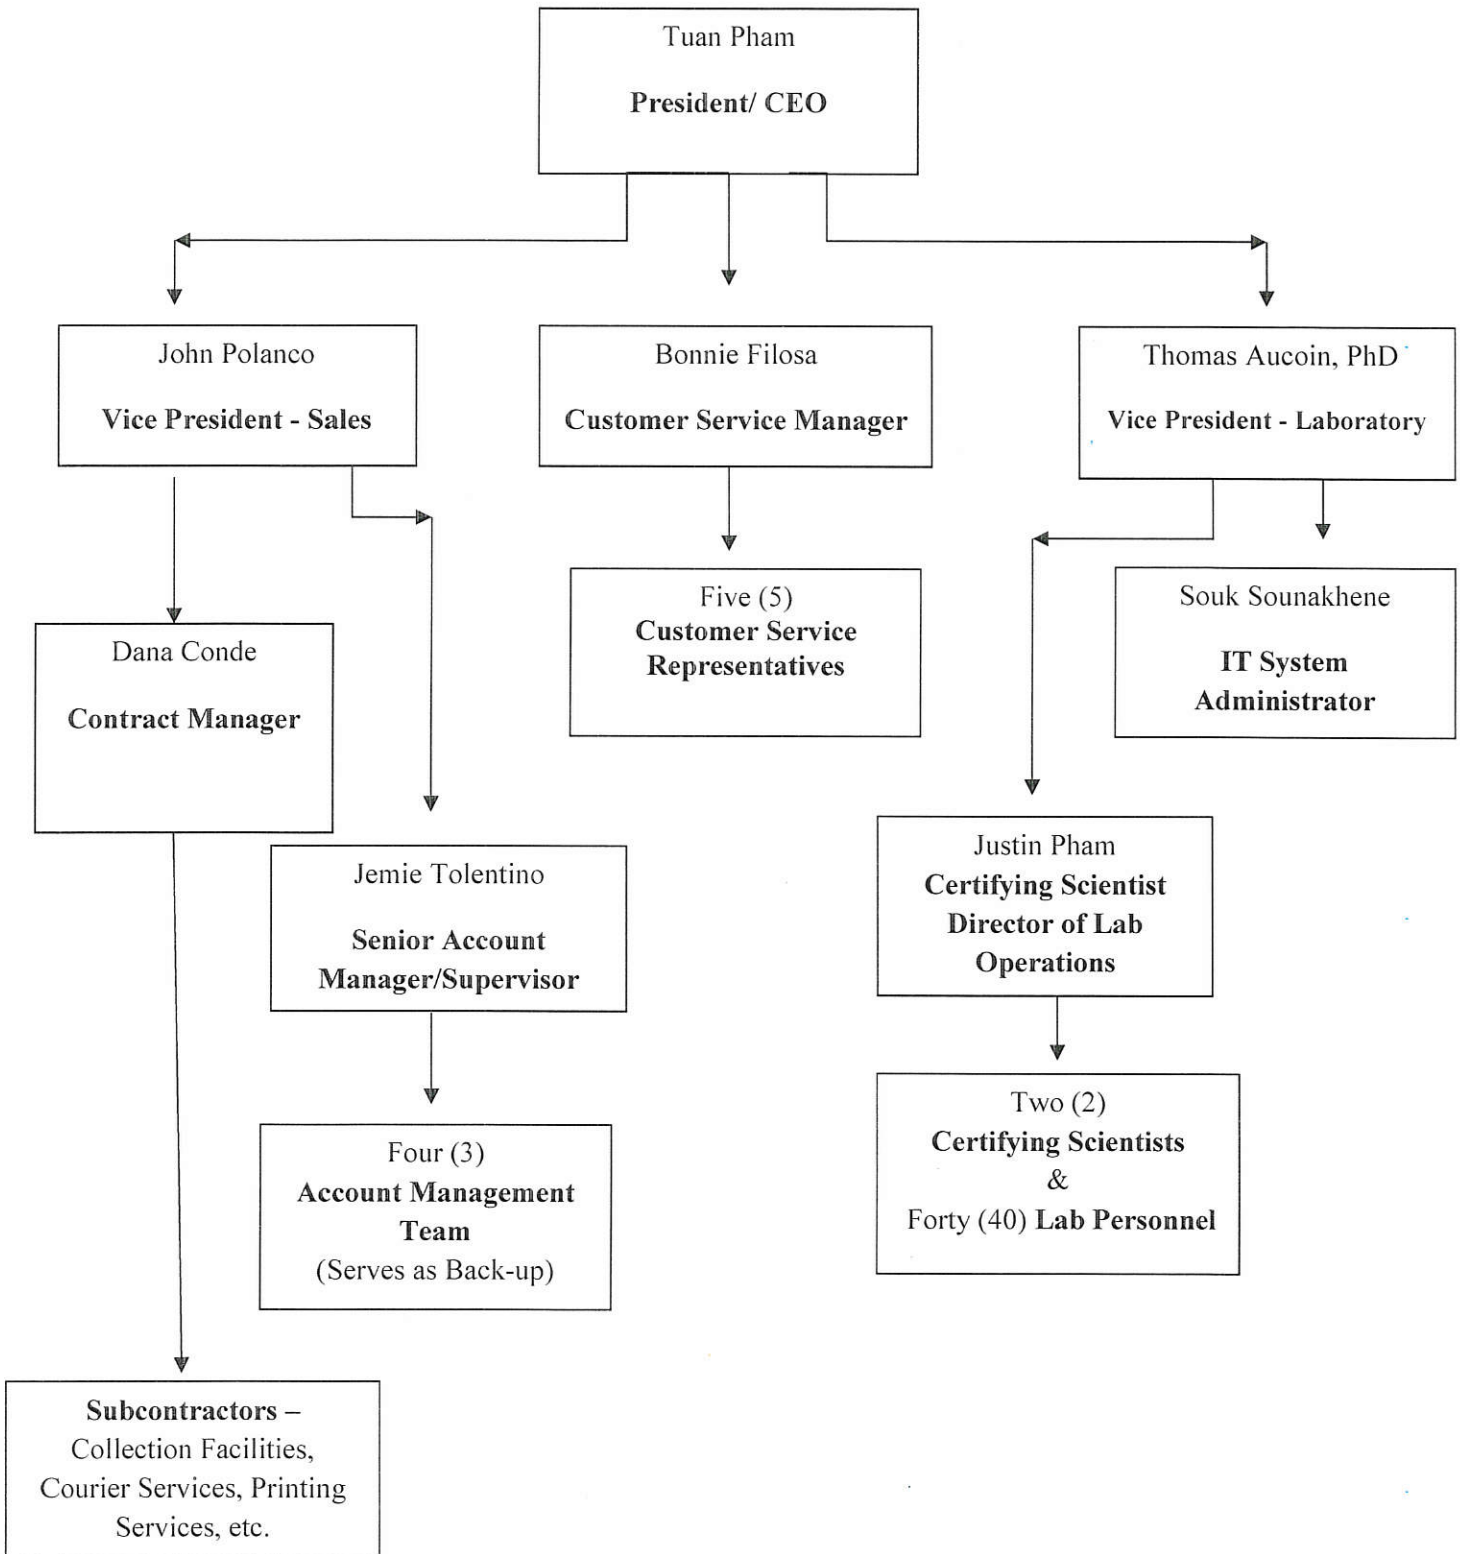 Tuan Pham
President/ CEO
John Polanco
Vice President - Sales
Bonnie Filosa
Customer Service Manager
Thomas Aucoin, PhD
Vice President - Laboratory
Five (5)
Customer Service
Representatives
Souk Sounakhene
IT System
Administrator
Dana Conde
Contract Manager
Jemie Tolentino
Senior Account
Manager/Supervisor
Justin Pham
Certifying Scientist
Director of Lab
Operations
Four (3)
Account Management
Team
(Serves as Back-up)
Two (2)
Certifying Scientists
&
Forty (40) Lab Personnel
Subcontractors –
Collection Facilities,
Courier Services, Printing
Services, etc.